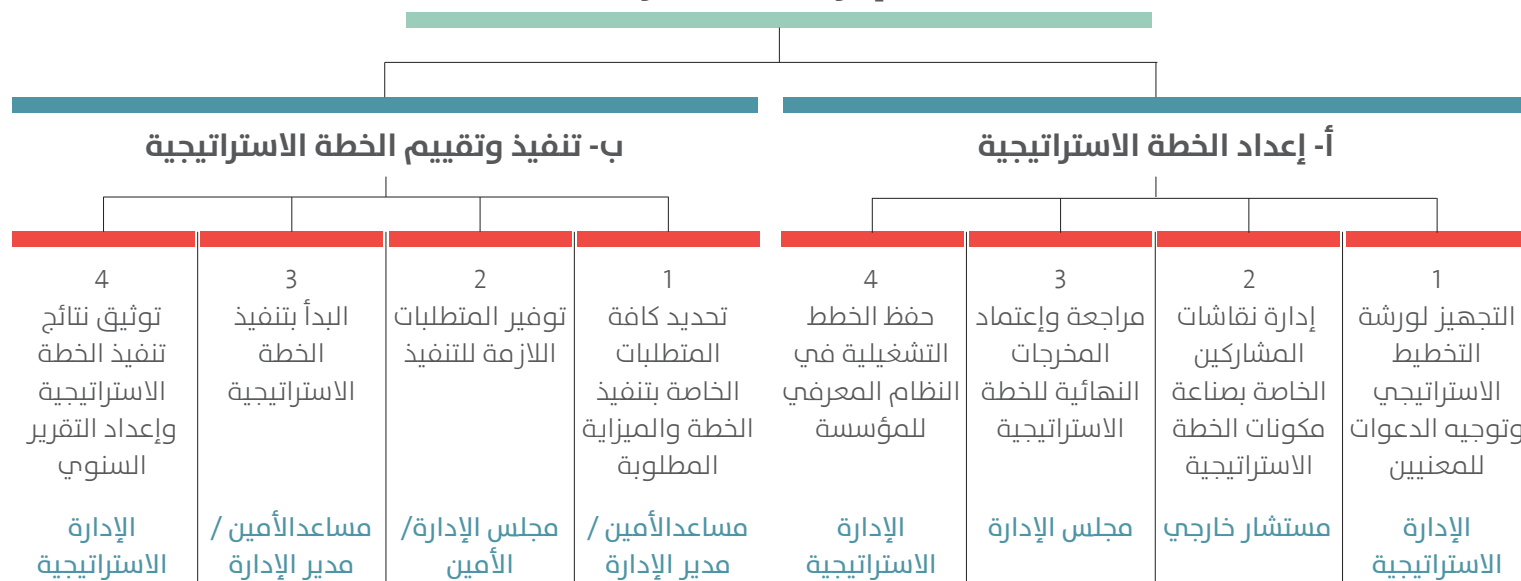 أ- إعداد الخطة الاستراتيجية
1
التجهيز لورشة
التخطيط
الاستراتيجي
وتوجيه الدعوات
للمعنيين
الإدارة
الاستراتيجية
2
إدارة نقاشات
المشاركين
الخاصة بصناعة
مكونات الخطة
الاستراتيجية
مستشار خارجي
3
مراجعة وإعتماد
المخرجات
النهائية للخطة
الاستراتيجية
مجلس الإدارة
4
حفظ الخطط
التشغيلية في
النظام المعرفي
للمؤسسة
الإدارة
الاستراتيجية
ب- تنفيذ وتقييم الخطة الاستراتيجية
1
تحديد كافة
المتطلبات
الخاصة بتنفيذ
الخطة والميزاية
المطلوبة
مساعدالأمين /
مدير الإدارة
2
توفير المتطلبات
اللازمة للتنفيذ
مجلس الإدارة/
الأمين
3
البدأ بتنفيذ
الخطة
الاستراتيجية
مساعدالأمين /
مدير الإدارة
4
توثيق نتائج
تنفيذ الخطة
الاستراتيجية
وإعداد التقرير
السنوي
الإدارة
الاستراتيجية